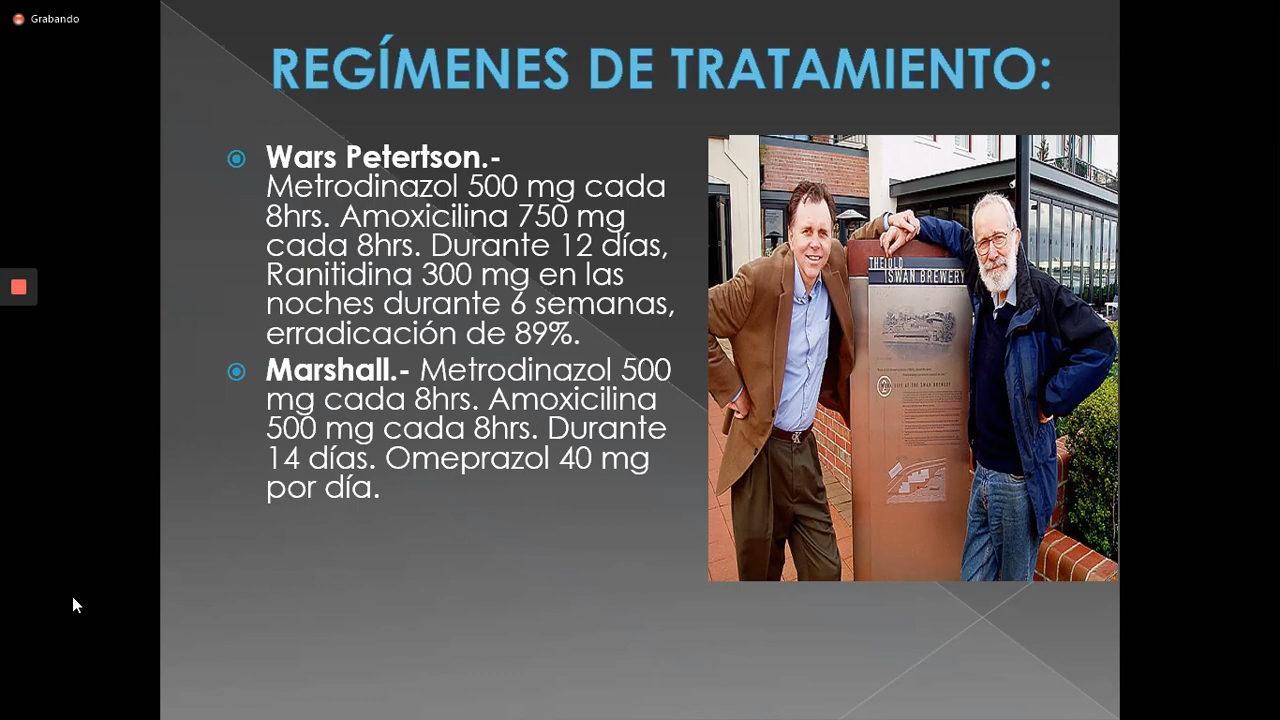 Grabando
REGÍMENES DE TRATAMIENTO:
Wars Petertson.-
Metrodinazol 500 mg cada
8hrs. Amoxicilina 750 mg
cada 8hrs. Durante 12 días,
Ranitidina 300 mg en las
noches durante 6 semanas,
erradicación de 89%.
Marshall.- Metrodinazol 500
mg cada 8hrs. Amoxicilina
500 mg cada 8hrs. Durante
14 días. Omeprazol 40 mg
por día.
THE OLD
SWAN BREWERY
2